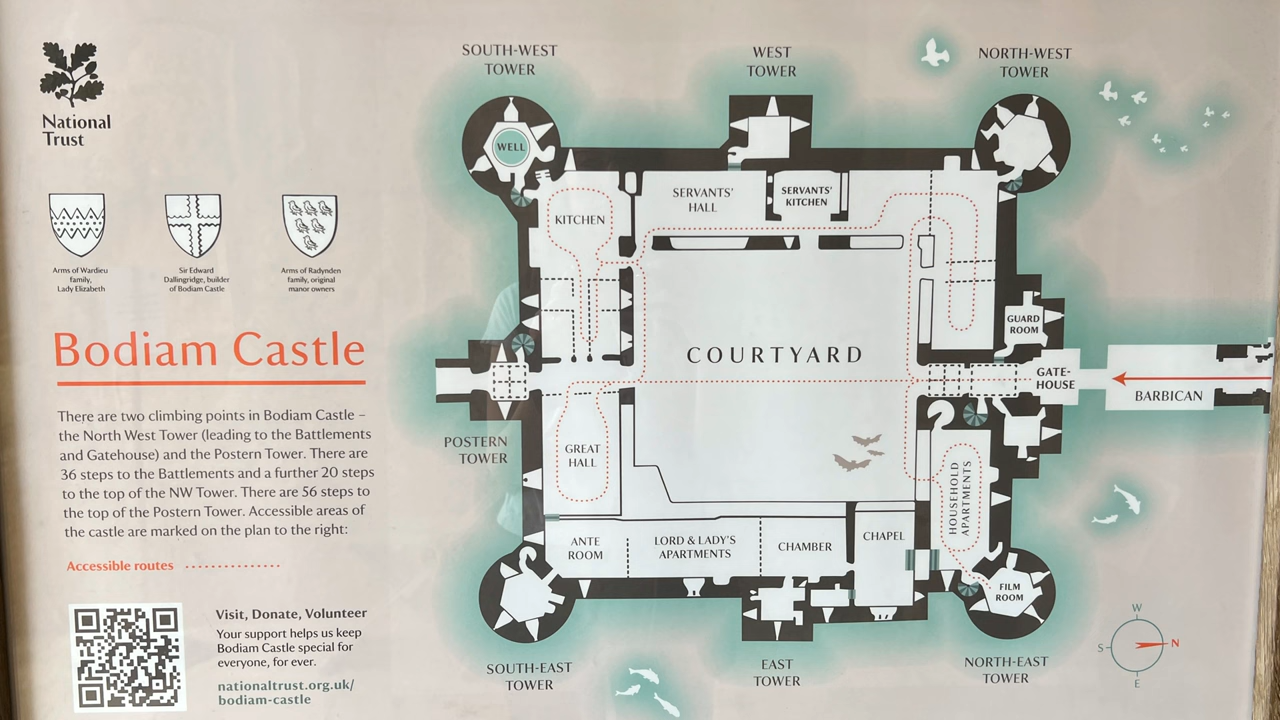 National
Trust
Arms of Wardieu
family,
Lady Elizabeth
Sir Edward
Dallingridge, builder
of Bodiam Castle
Arms of Radynden
family, original
manor owners
Bodiam Castle
There are two climbing points in Bodiam Castle –
the North West Tower (leading to the Battlements
and Gatehouse) and the Postern Tower. There are
36 steps to the Battlements and a further 20 steps
to the top of the NW Tower. There are 56 steps to
the top of the Postern Tower. Accessible areas of
the castle are marked on the plan to the right:
Accessible routes
Visit, Donate, Volunteer
Your support helps us keep
Bodiam Castle special for
everyone, for ever.
nationaltrust.org.uk/
bodiam-castle
SOUTH-WEST
TOWER
WEST
TOWER
NORTH-WEST
TOWER
WELL
KITCHEN
SERVANTS'
HALL
SERVANTS'
KITCHEN
GUARD
ROOM
COURTYARD
GATE-
HOUSE
BARBICAN
POSTERN
TOWER
GREAT
HALL
HOUSEHOLD
APARTMENTS
ANTE
ROOM
LORD & LADY'S
APARTMENTS
CHAMBER
CHAPEL
FILM
ROOM
SOUTH-EAST
TOWER
EAST
TOWER
NORTH-EAST
TOWER
W
S
N
E